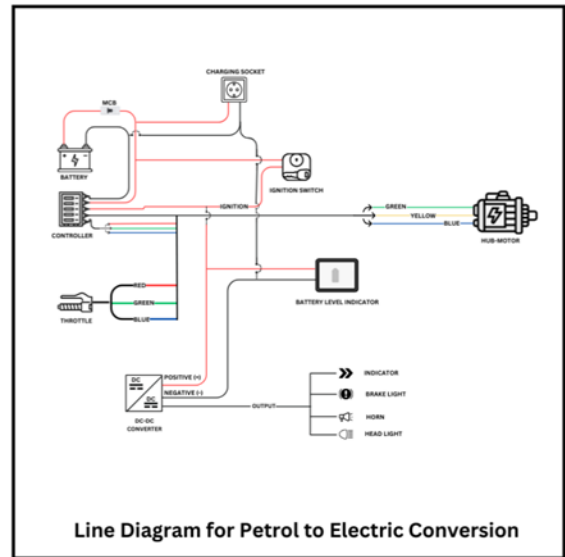 CHARGING SOCKET
MCB
BATTERY
IGNITION SWITCH
IGNITION
CONTROLLER
GREEN
YELLOW
BLUE
HUB-MOTOR
RED
GREEN
BLUE
THROTTLE
BATTERY LEVEL INDICATOR
DC
DC
POSITIVE (+)
NEGATIVE (-)
DC-DC
CONVERTER
OUTPUT
INDICATOR
BRAKE LIGHT
HORN
HEAD LIGHT
Line Diagram for Petrol to Electric Conversion